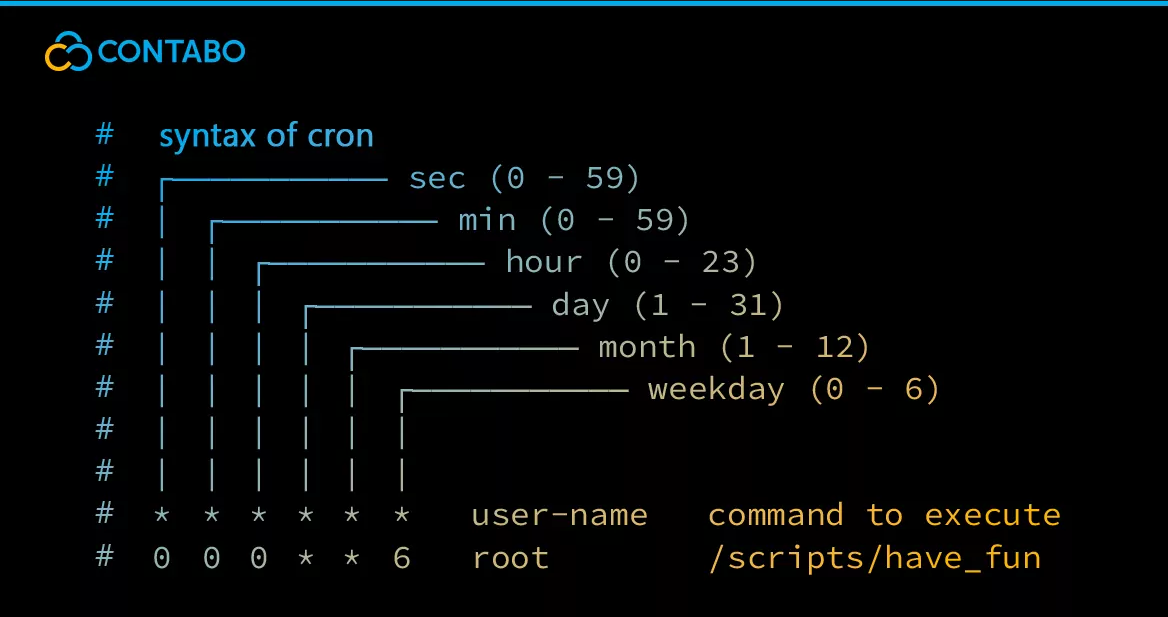 CONTABO
# syntax of cron
# sec (0 - 59)
# min (0 - 59)
# hour (0 - 23)
# day (1 - 31)
# month (1 - 12)
# weekday (0 - 6)
#
#
# * * * * * * user-name command to execute
# 0 0 0 * * 6 root /scripts/have_fun